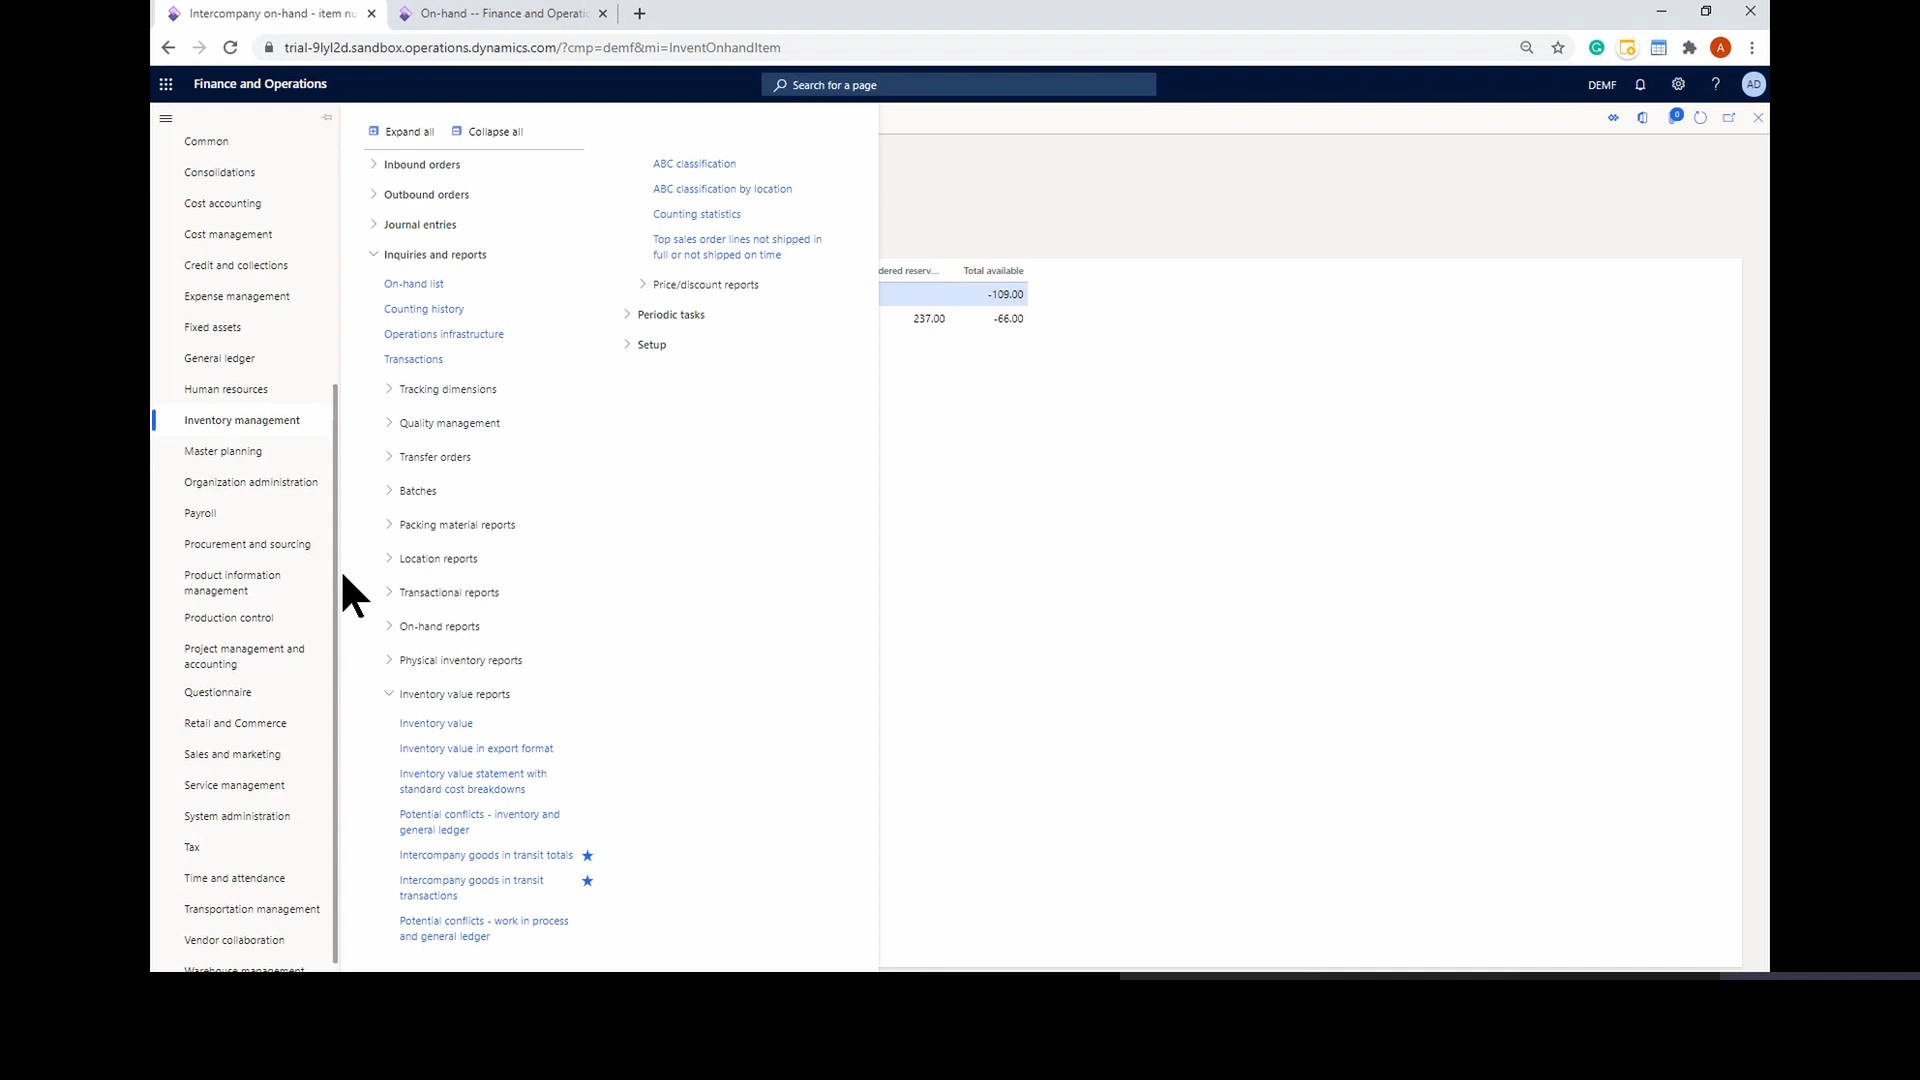 Intercompany on-hand - item nu
On-hand -- Finance and Operati
trial-9lyl2d.sandbox.operations.dynamics.com/?cmp=demf&mi=InventOnhandItem
A
Finance and Operations
Search for a page
DEMF
?
AD
0
Common
Consolidations
Cost accounting
Cost management
Credit and collections
Expense management
Fixed assets
General ledger
Human resources
Inventory management
Master planning
Organization administration
Payroll
Procurement and sourcing
Product information
management
Production control
Project management and
accounting
Questionnaire
Retail and Commerce
Sales and marketing
Service management
System administration
Tax
Time and attendance
Transportation management
Vendor collaboration
Warehouse management
Expand all
Collapse all
Inbound orders
Outbound orders
Journal entries
Inquiries and reports
On-hand list
Counting history
Operations infrastructure
Transactions
Tracking dimensions
Quality management
Transfer orders
Batches
Packing material reports
Location reports
Transactional reports
On-hand reports
Physical inventory reports
Inventory value reports
Inventory value
Inventory value in export format
Inventory value statement with
standard cost breakdowns
Potential conflicts - inventory and
general ledger
Intercompany goods in transit totals
Intercompany goods in transit
transactions
Potential conflicts - work in process
and general ledger
ABC classification
ABC classification by location
Counting statistics
Top sales order lines not shipped in
full or not shipped on time
Price/discount reports
Periodic tasks
Setup
dered reserv... Total available
-109.00
237.00 -66.00